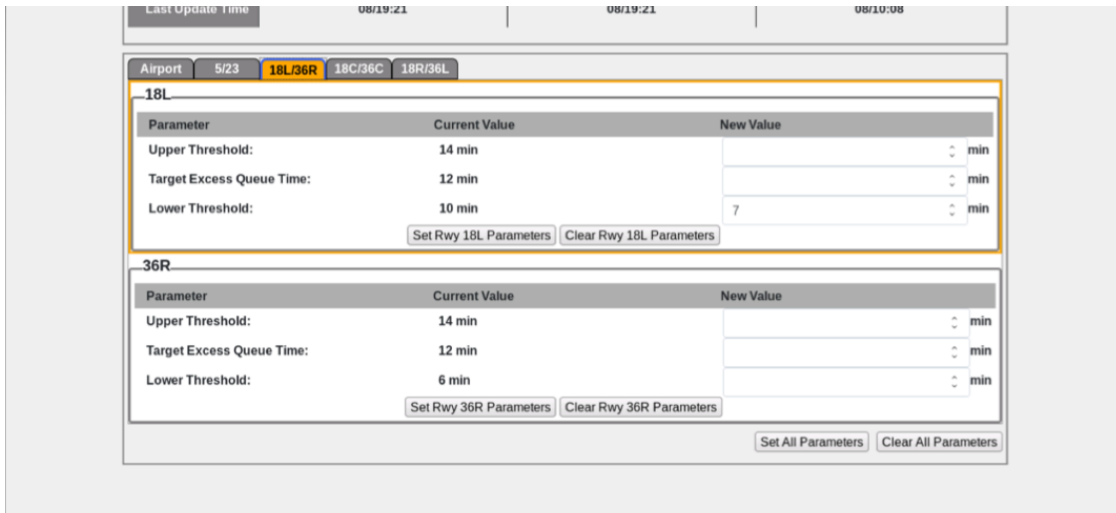 Last Update Time 08/19:21 08/19:21 08/10:08
Airport 5/23 18L/36R 18C/36C 18R/36L
18L
Parameter Current Value New Value
Upper Threshold: 14 min min
Target Excess Queue Time: 12 min min
Lower Threshold: 10 min 7 min
Set Rwy 18L Parameters Clear Rwy 18L Parameters
36R
Parameter Current Value New Value
Upper Threshold: 14 min min
Target Excess Queue Time: 12 min min
Lower Threshold: 6 min min
Set Rwy 36R Parameters Clear Rwy 36R Parameters
Set All Parameters Clear All Parameters